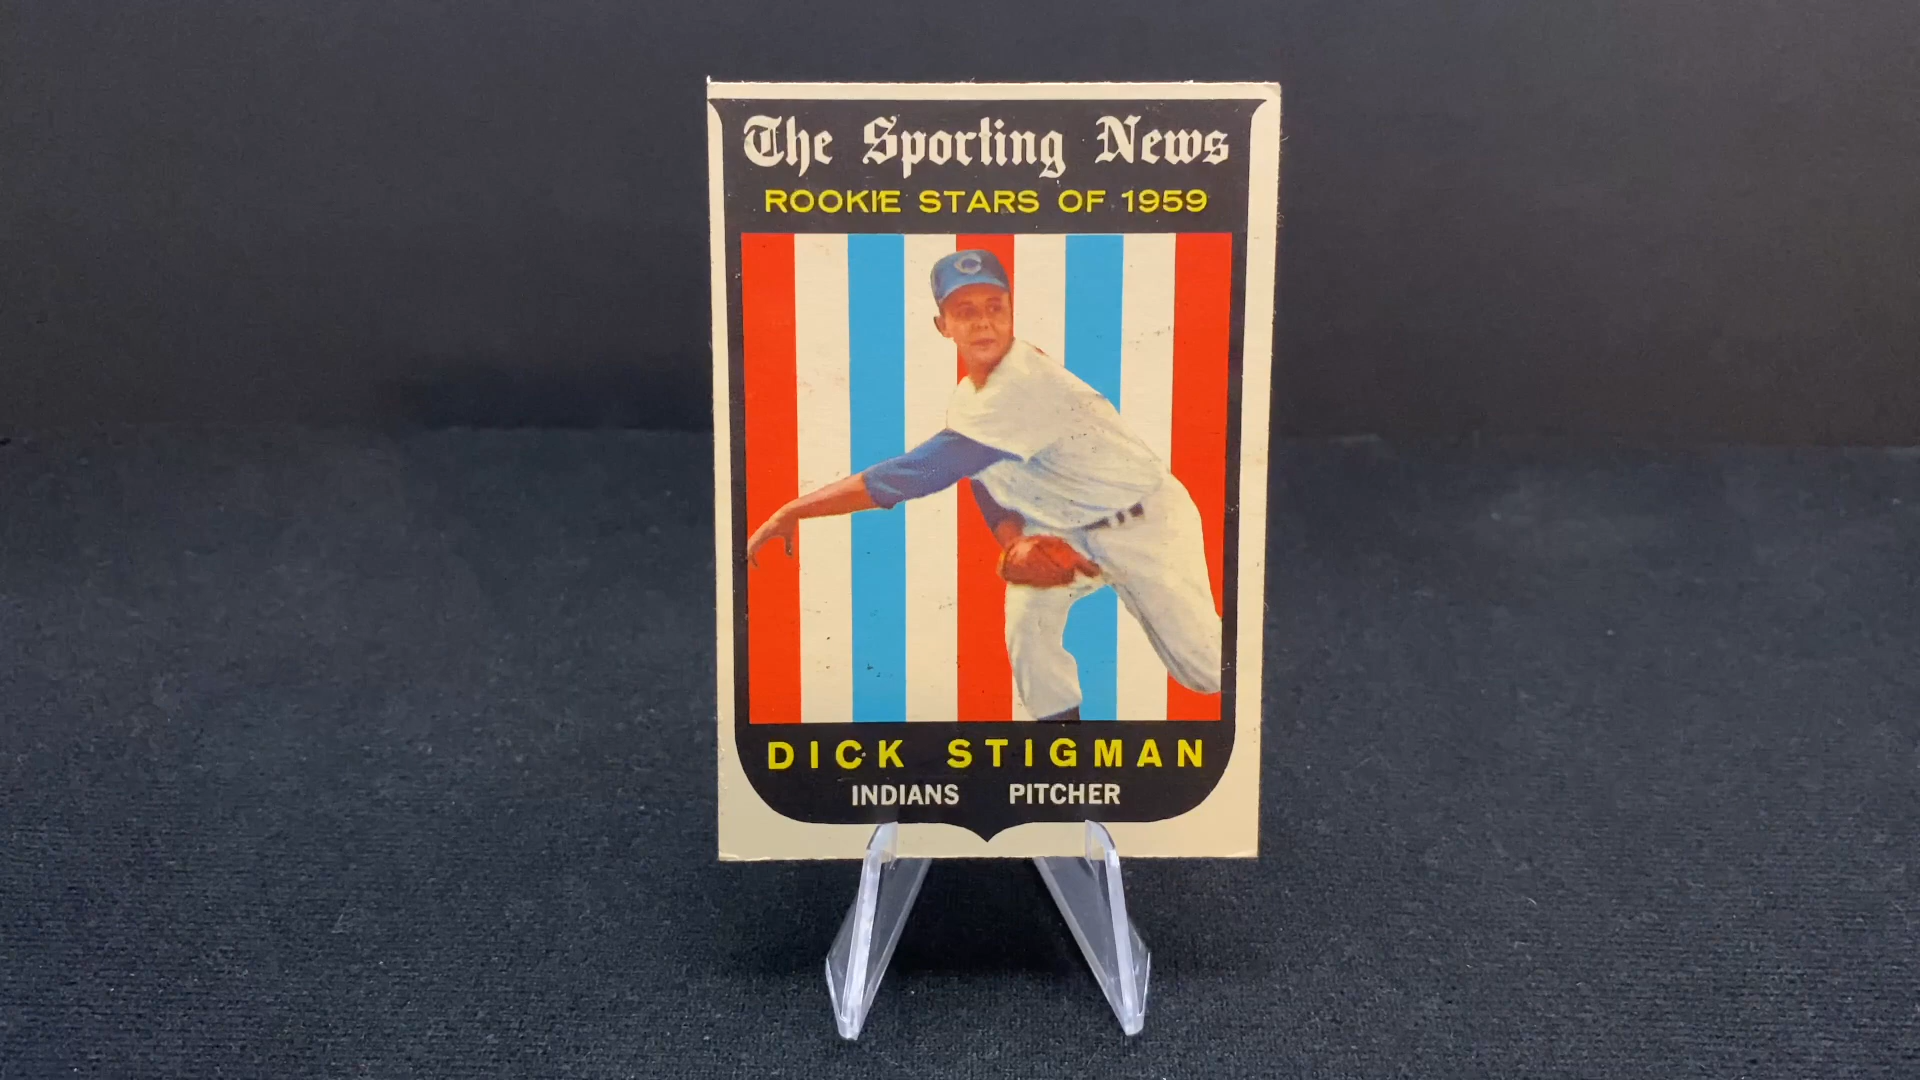 The Sporting News
ROOKIE STARS OF 1959
C
DICK STIGMAN
INDIANS PITCHER